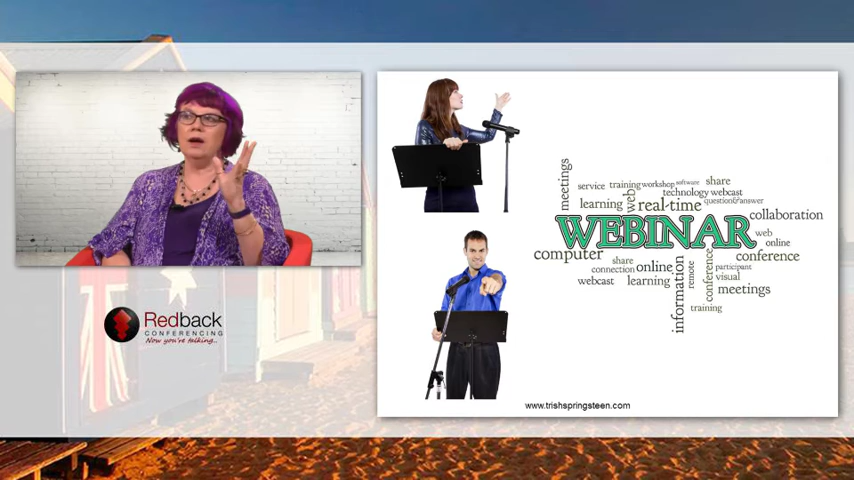 Redback
CONFERENCING
Now you're talking..
meetings
service
training
workshop
software
share
technology
webcast
learning
web
real-time
question&answer
collaboration
WEBINAR
web
online
computer
share
connection
online
information
remote
conference
participant
visual
conference
webcast
learning
meetings
training
www.trishspringsteen.com